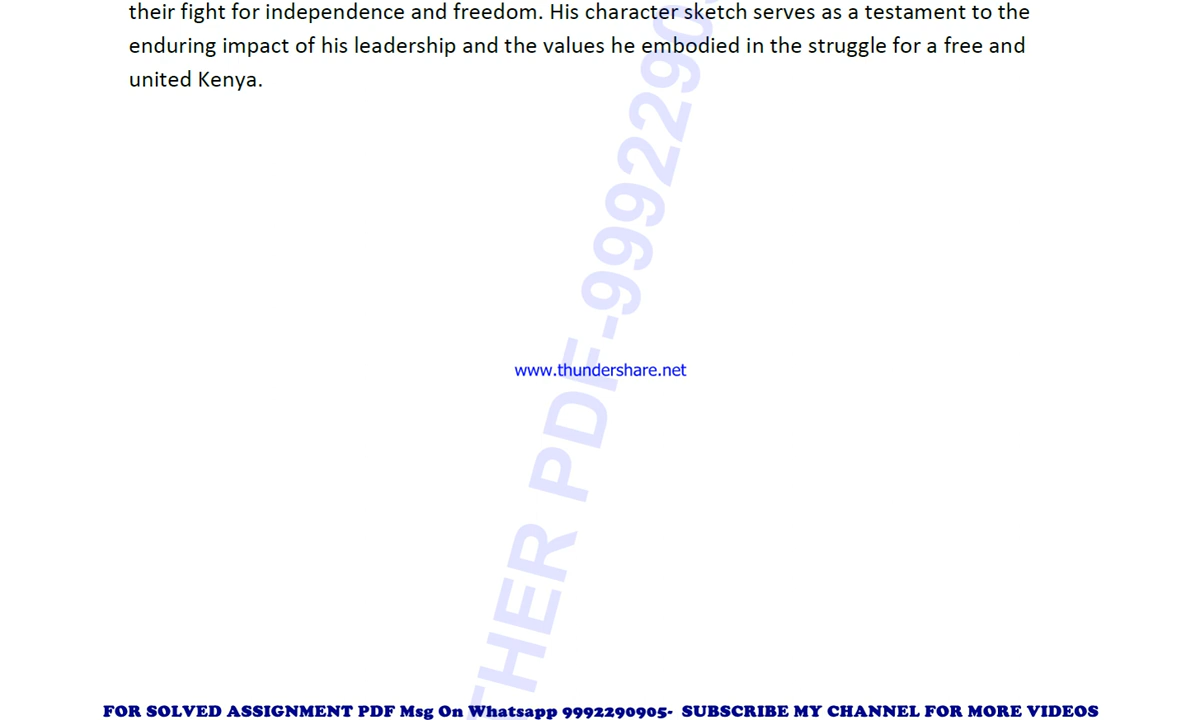 their fight for independence and freedom. His character sketch serves as a testament to the
enduring impact of his leadership and the values he embodied in the struggle for a free and
united Kenya.
www.thundershare.net
THER PDF-9992290
FOR SOLVED ASSIGNMENT PDF Msg On Whatsapp 9992290905- SUBSCRIBE MY CHANNEL FOR MORE VIDEOS